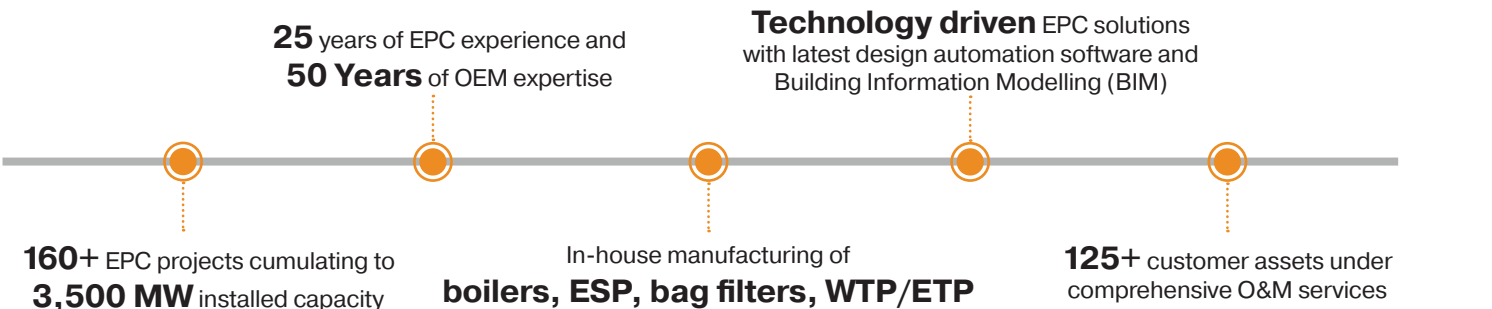 25 years of EPC experience and
50 Years of OEM expertise
Technology driven EPC solutions
with latest design automation software and
Building Information Modelling (BIM)
160+ EPC projects cumulating to
3,500 MW installed capacity
In-house manufacturing of
boilers, ESP, bag filters, WTP/ETP
125+ customer assets under
comprehensive O&M services